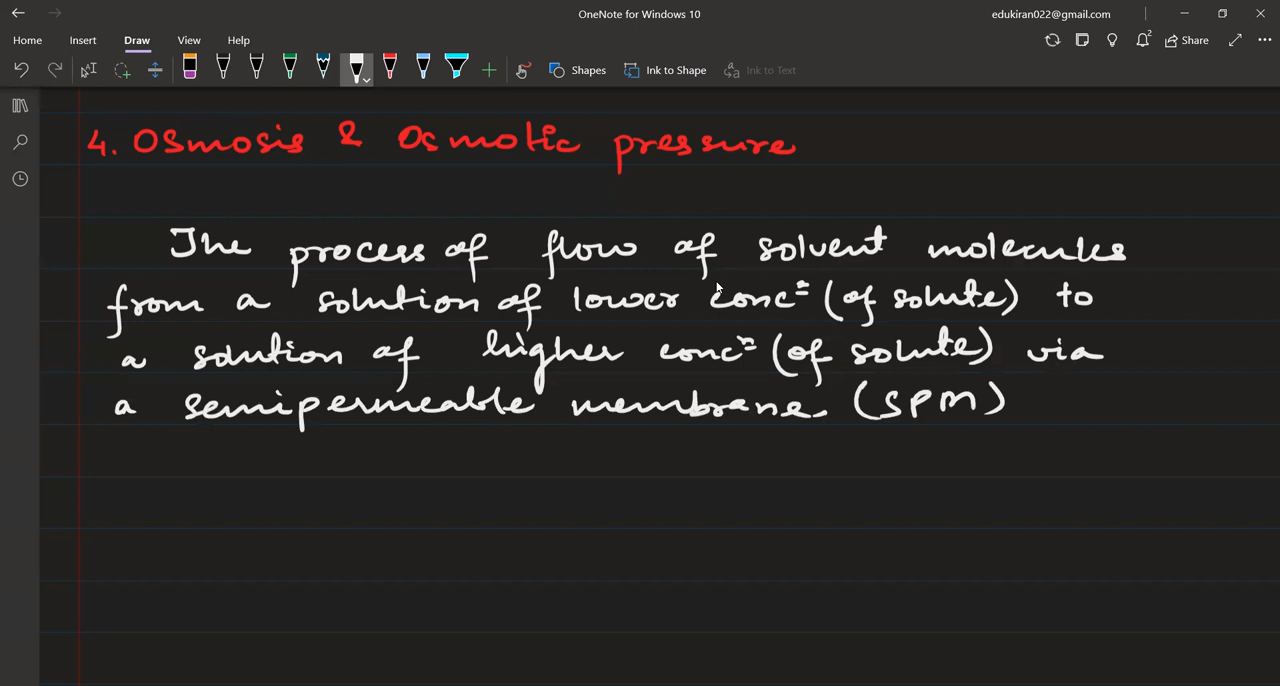 OneNote for Windows 10
edukiran022@gmail.com
Home Insert Draw View Help
Share
Shapes Ink to Shape Ink to Text
4. Osmosis & Osmotic pressure
The process of flow of solvent molecules
from a solution of lower concn (of solute) to
a solution of higher concn (of solute) via
a semipermeable membrane. (SPM)